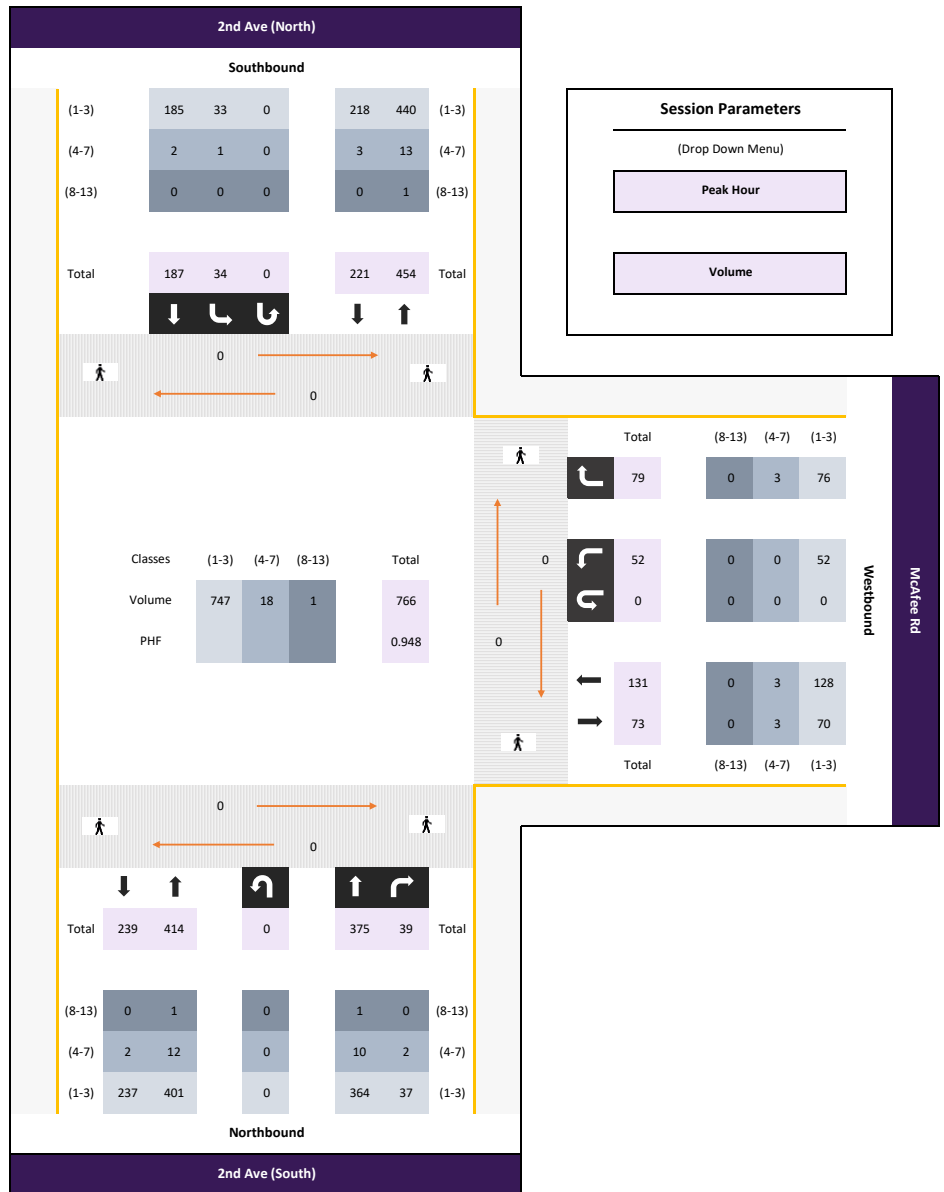 2nd Ave (North)
Southbound
(1-3) 185 33 0 218 440 (1-3)
(4-7) 2 1 0 3 13 (4-7)
(8-13) 0 0 0 0 1 (8-13)
Total 187 34 0 221 454 Total
0
0
Session Parameters
(Drop Down Menu)
Peak Hour
Volume
Total (8-13) (4-7) (1-3)
79 0 3 76
0 52 0 0 52
0 0 0 0
0
131 0 3 128
73 0 3 70
Total (8-13) (4-7) (1-3)
Westbound
McAfee Rd
Classes (1-3) (4-7) (8-13) Total
Volume 747 18 1 766
PHF 0.948
0
0
Total 239 414 0 375 39 Total
(8-13) 0 1 0 1 0 (8-13)
(4-7) 2 12 0 10 2 (4-7)
(1-3) 237 401 0 364 37 (1-3)
Northbound
2nd Ave (South)